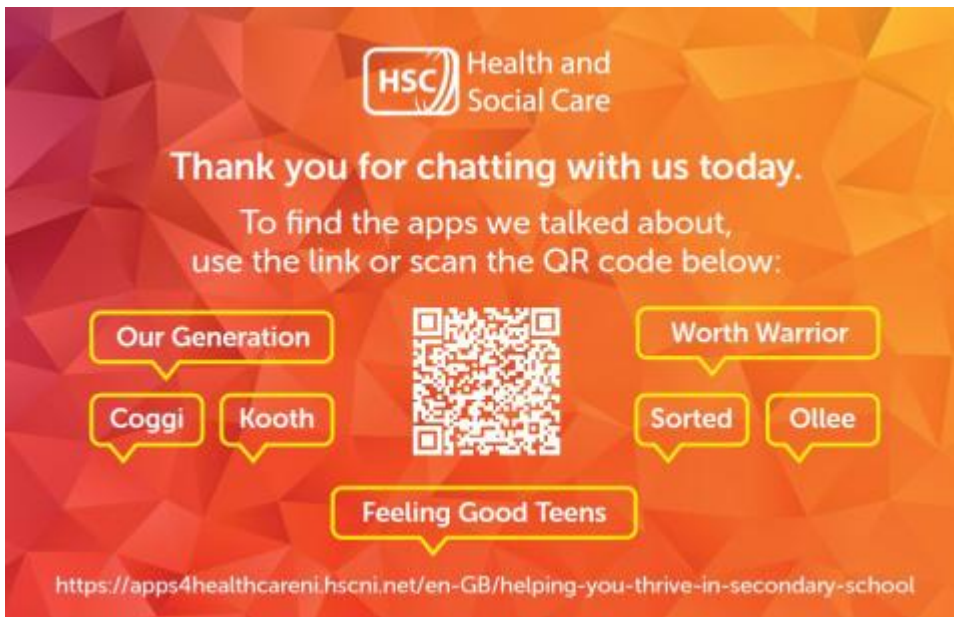 HSC Health and
Social Care
Thank you for chatting with us today.
To find the apps we talked about,
use the link or scan the QR code below:
Our Generation
Worth Warrior
Coggi
Kooth
Sorted
Ollee
Feeling Good Teens
https://apps4healthcareni.hscni.net/en-GB/helping-you-thrive-in-secondary-school